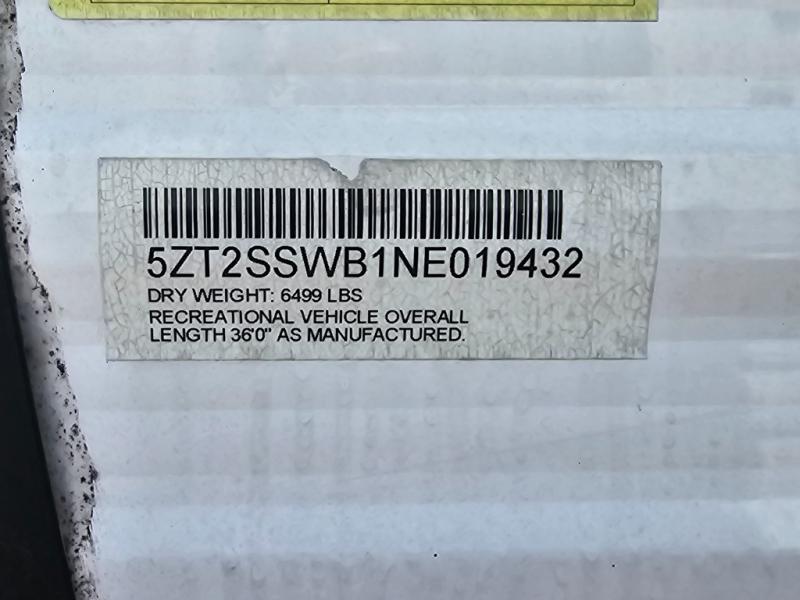 5ZT2SSWB1NE019432
DRY WEIGHT: 6499 LBS
RECREATIONAL VEHICLE OVERALL
LENGTH 36'0" AS MANUFACTURED.